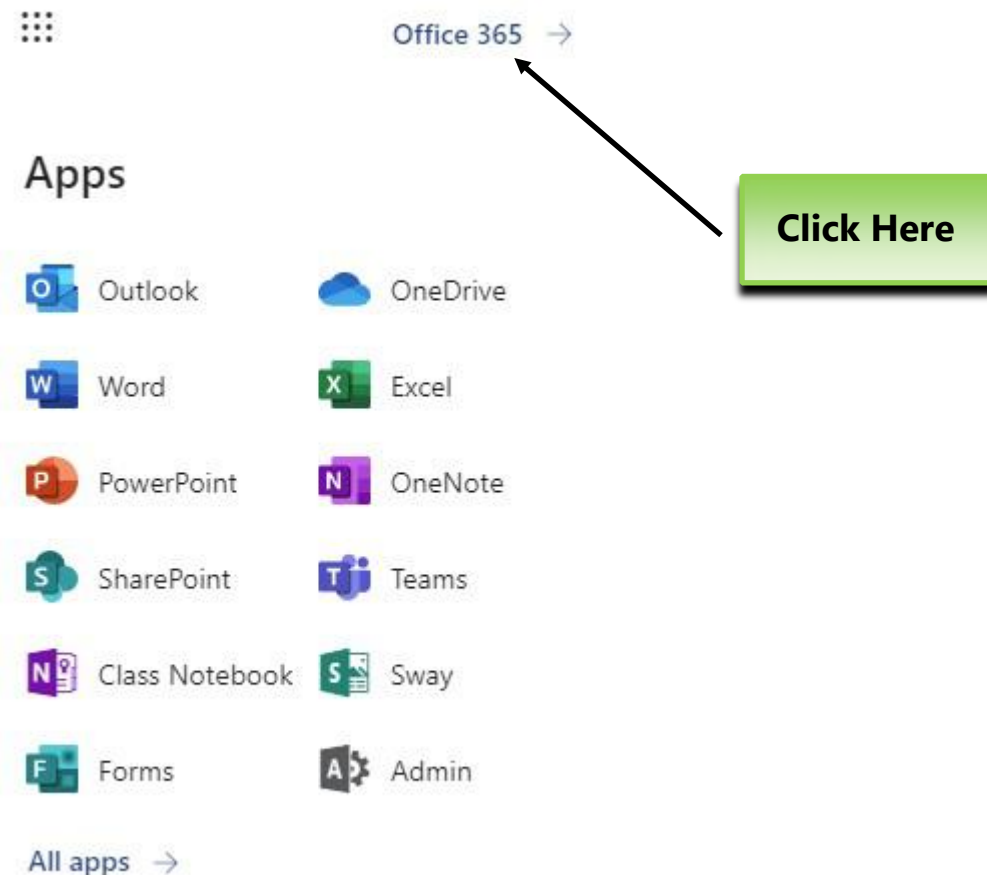 Office 365 →
Apps
Click Here
Outlook
OneDrive
Word
Excel
PowerPoint
OneNote
SharePoint
Teams
Class Notebook
Sway
Forms
Admin
All apps →